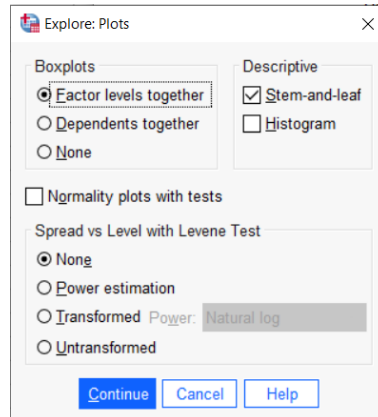 Explore: Plots
Boxplots
Factor levels together
Dependents together
None
Descriptive
Stem-and-leaf
Histogram
Normality plots with tests
Spread vs Level with Levene Test
None
Power estimation
Transformed Power: Natural log
Untransformed
Continue Cancel Help